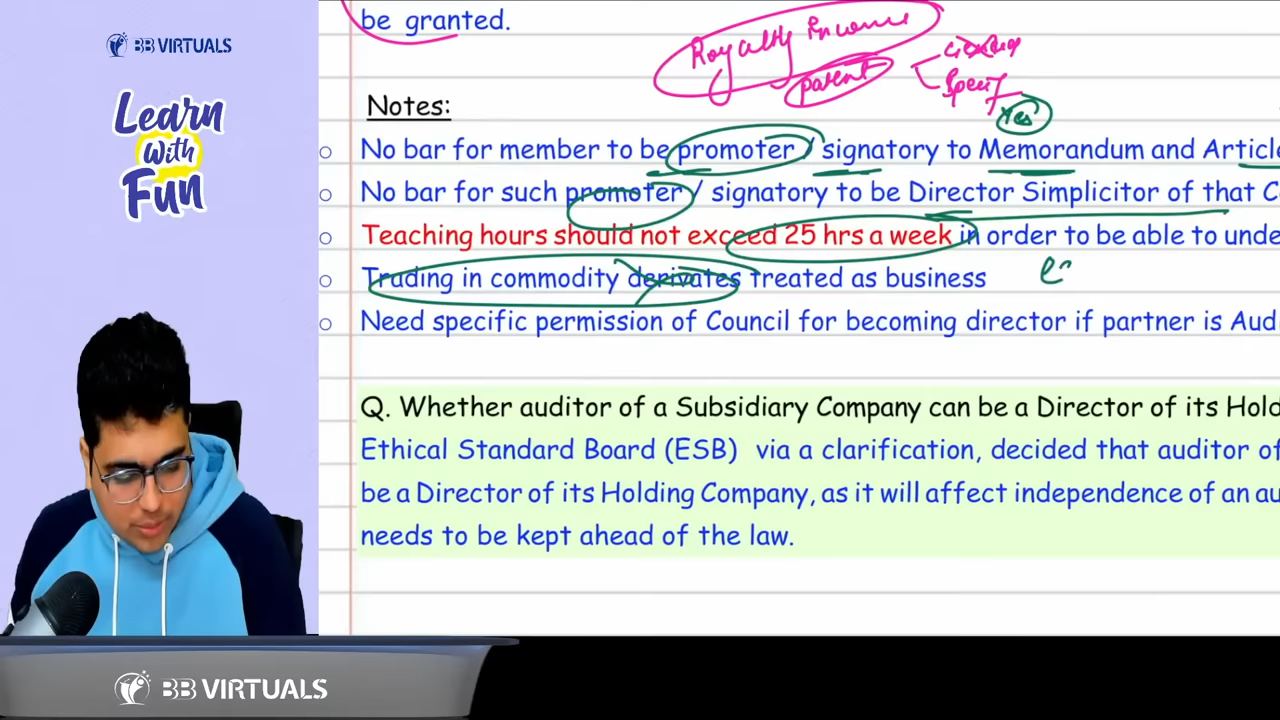 BB VIRTUALS
Learn
With
Fun
be granted.
Royalty Income
patent
Yes
Notes:
No bar for member to be promoter / signatory to Memorandum and Article
No bar for such promoter / signatory to be Director Simplicitor of that C
Teaching hours should not exceed 25 hrs a week in order to be able to unde
Trading in commodity derivates treated as business
Need specific permission of Council for becoming director if partner is Aud
Q. Whether auditor of a Subsidiary Company can be a Director of its Hold
Ethical Standard Board (ESB) via a clarification, decided that auditor of
be a Director of its Holding Company, as it will affect independence of an au
needs to be kept ahead of the law.
BB VIRTUALS